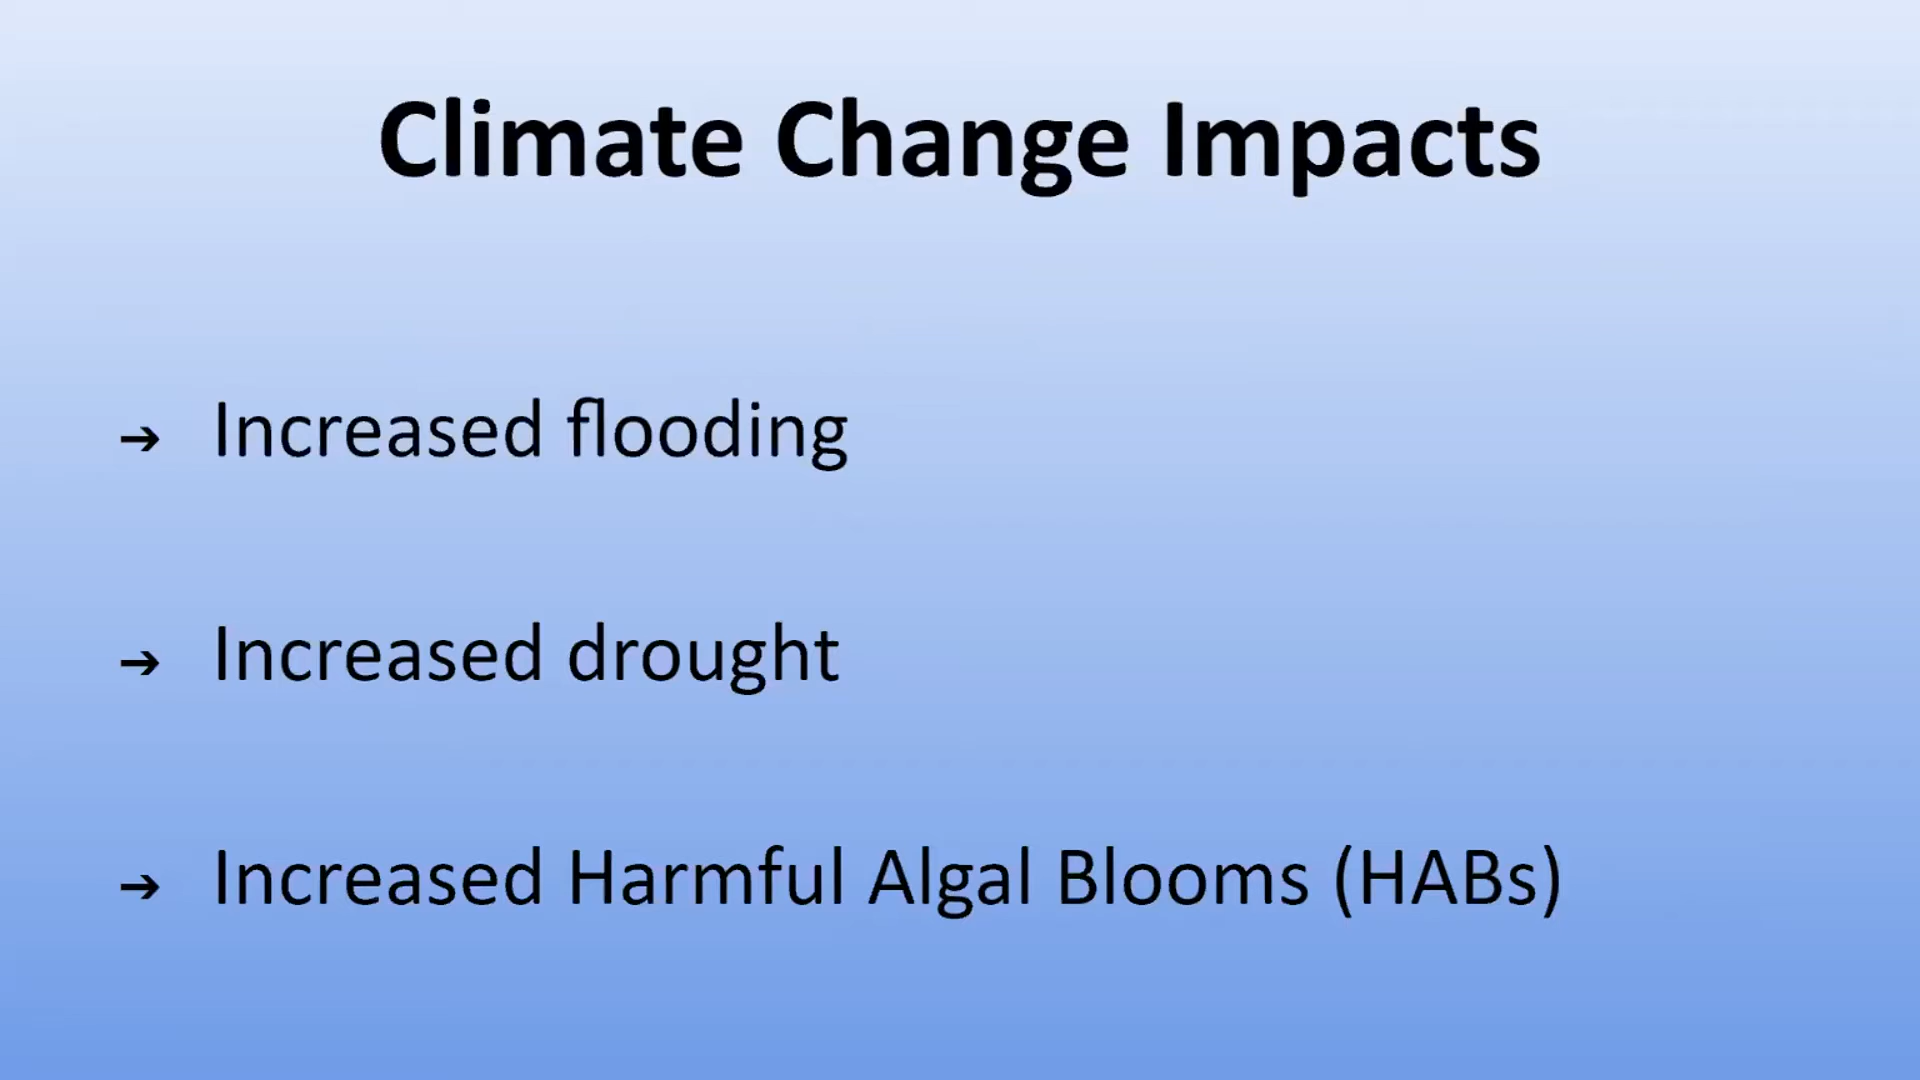 Climate Change Impacts
➔ Increased flooding
➔ Increased drought
➔ Increased Harmful Algal Blooms (HABs)